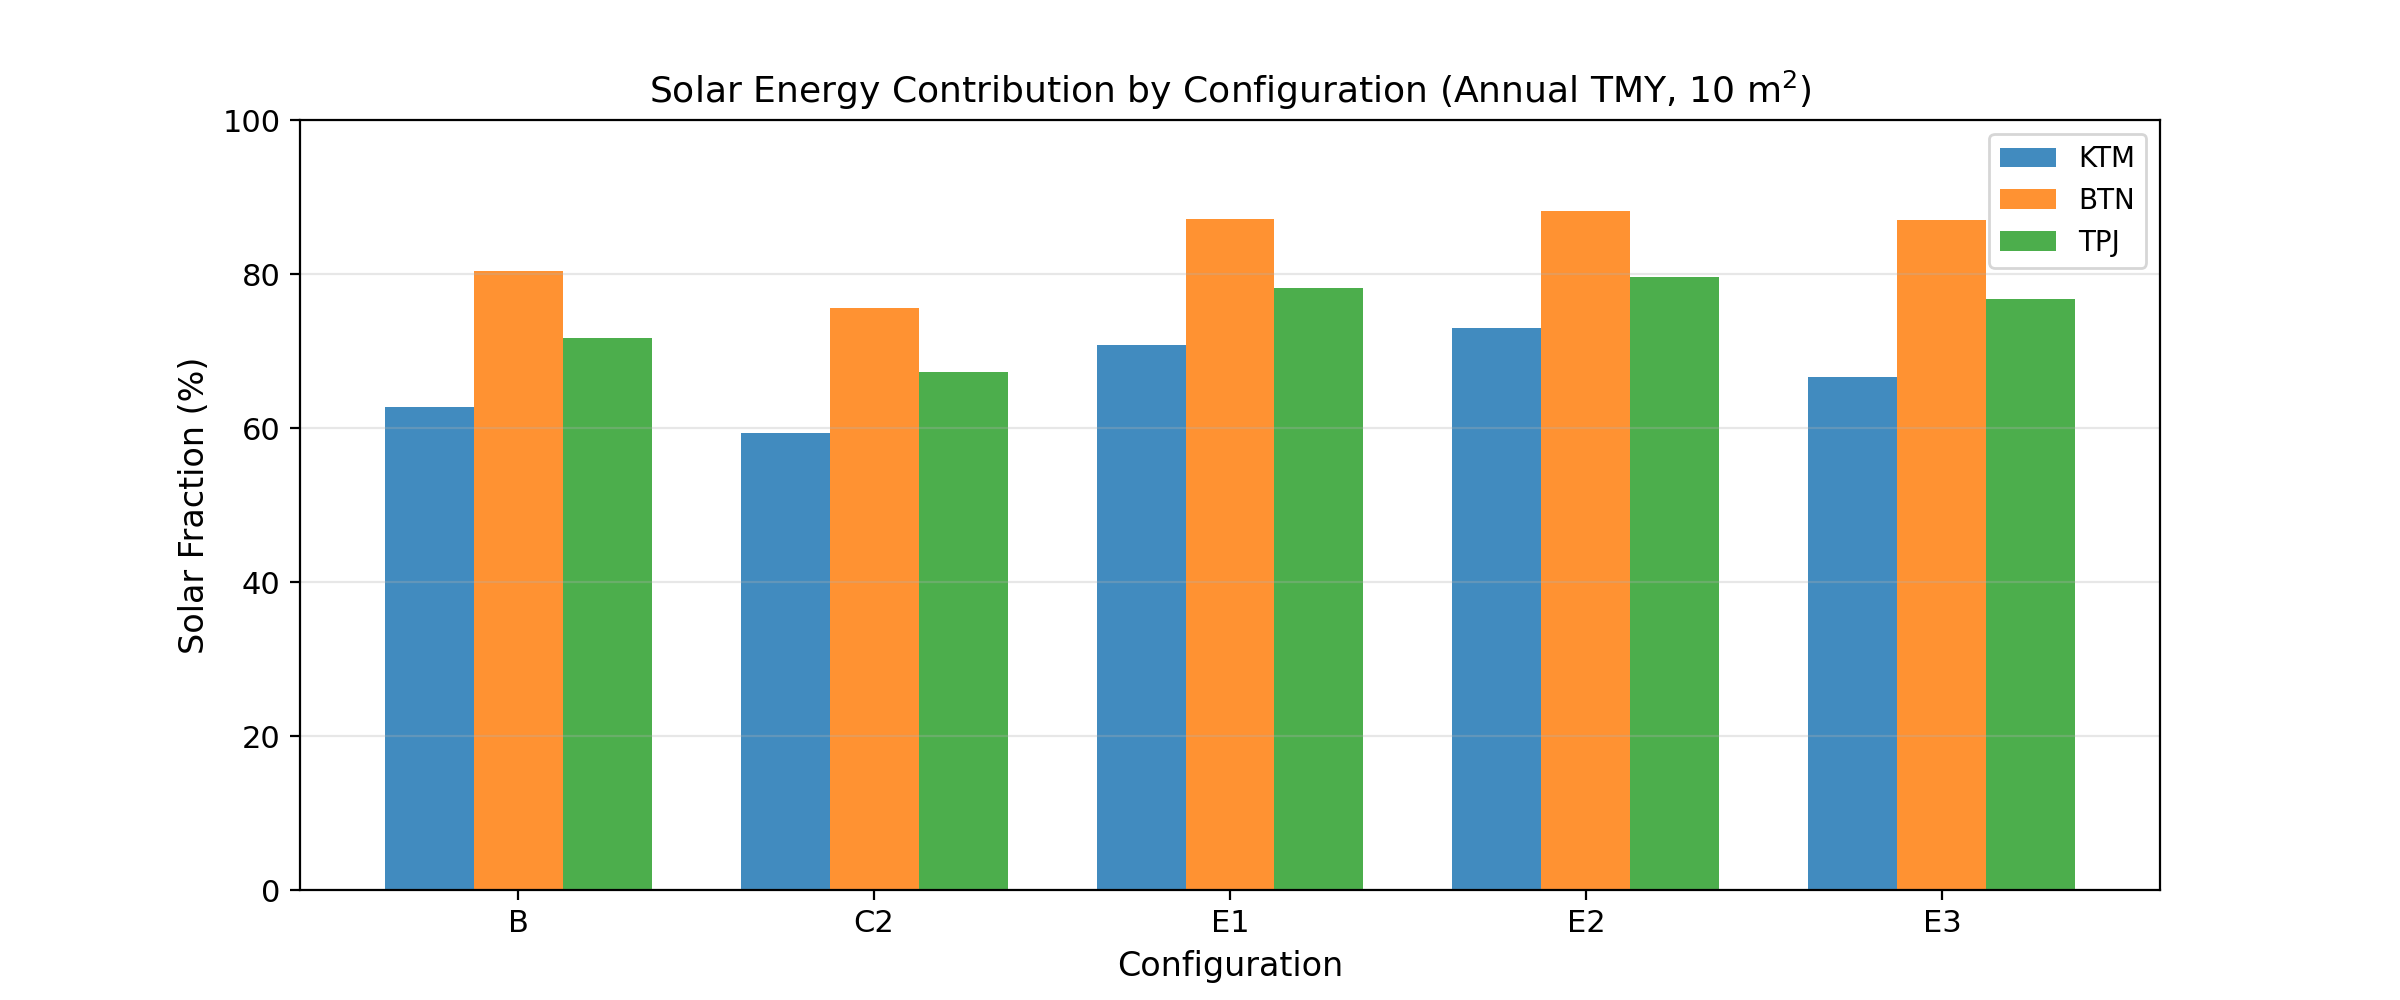 Solar Energy Contribution by Configuration (Annual TMY, 10 m²)
100
80
60
40
20
0
Solar Fraction (%)
KTM
BTN
TPJ
B C2 E1 E2 E3
Configuration